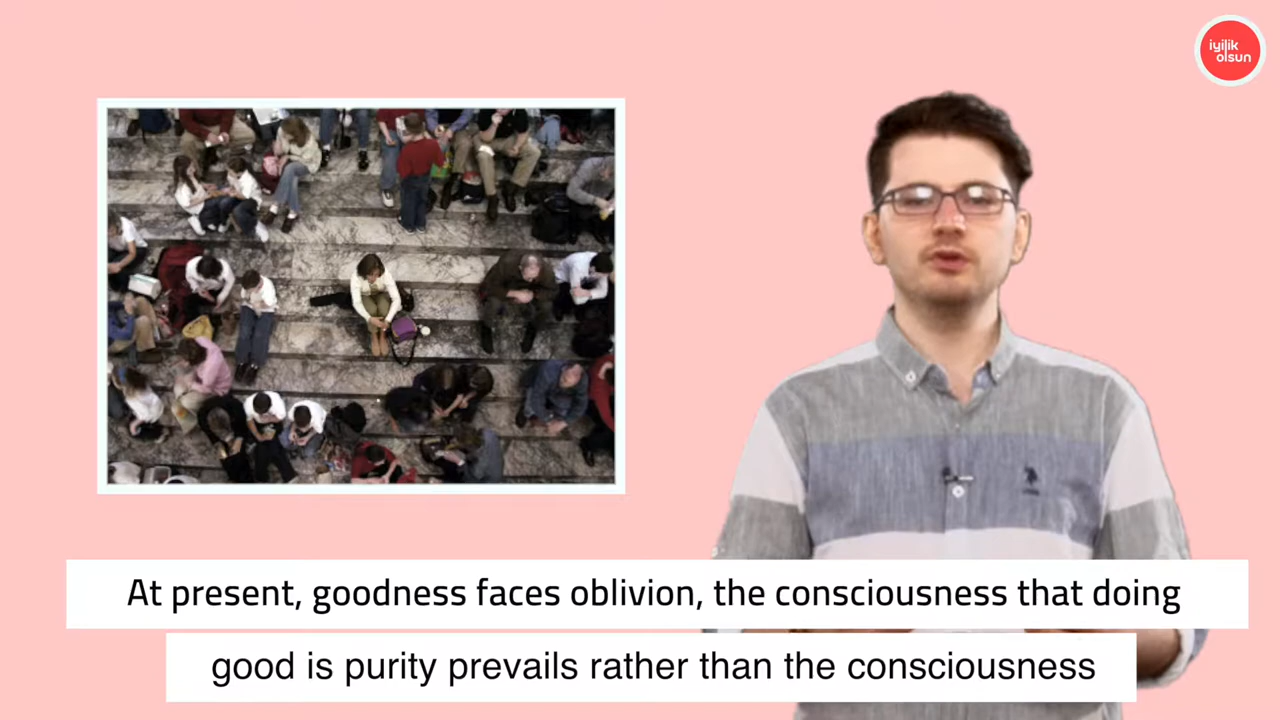 iyilik
olsun
At present, goodness faces oblivion, the consciousness that doing
good is purity prevails rather than the consciousness